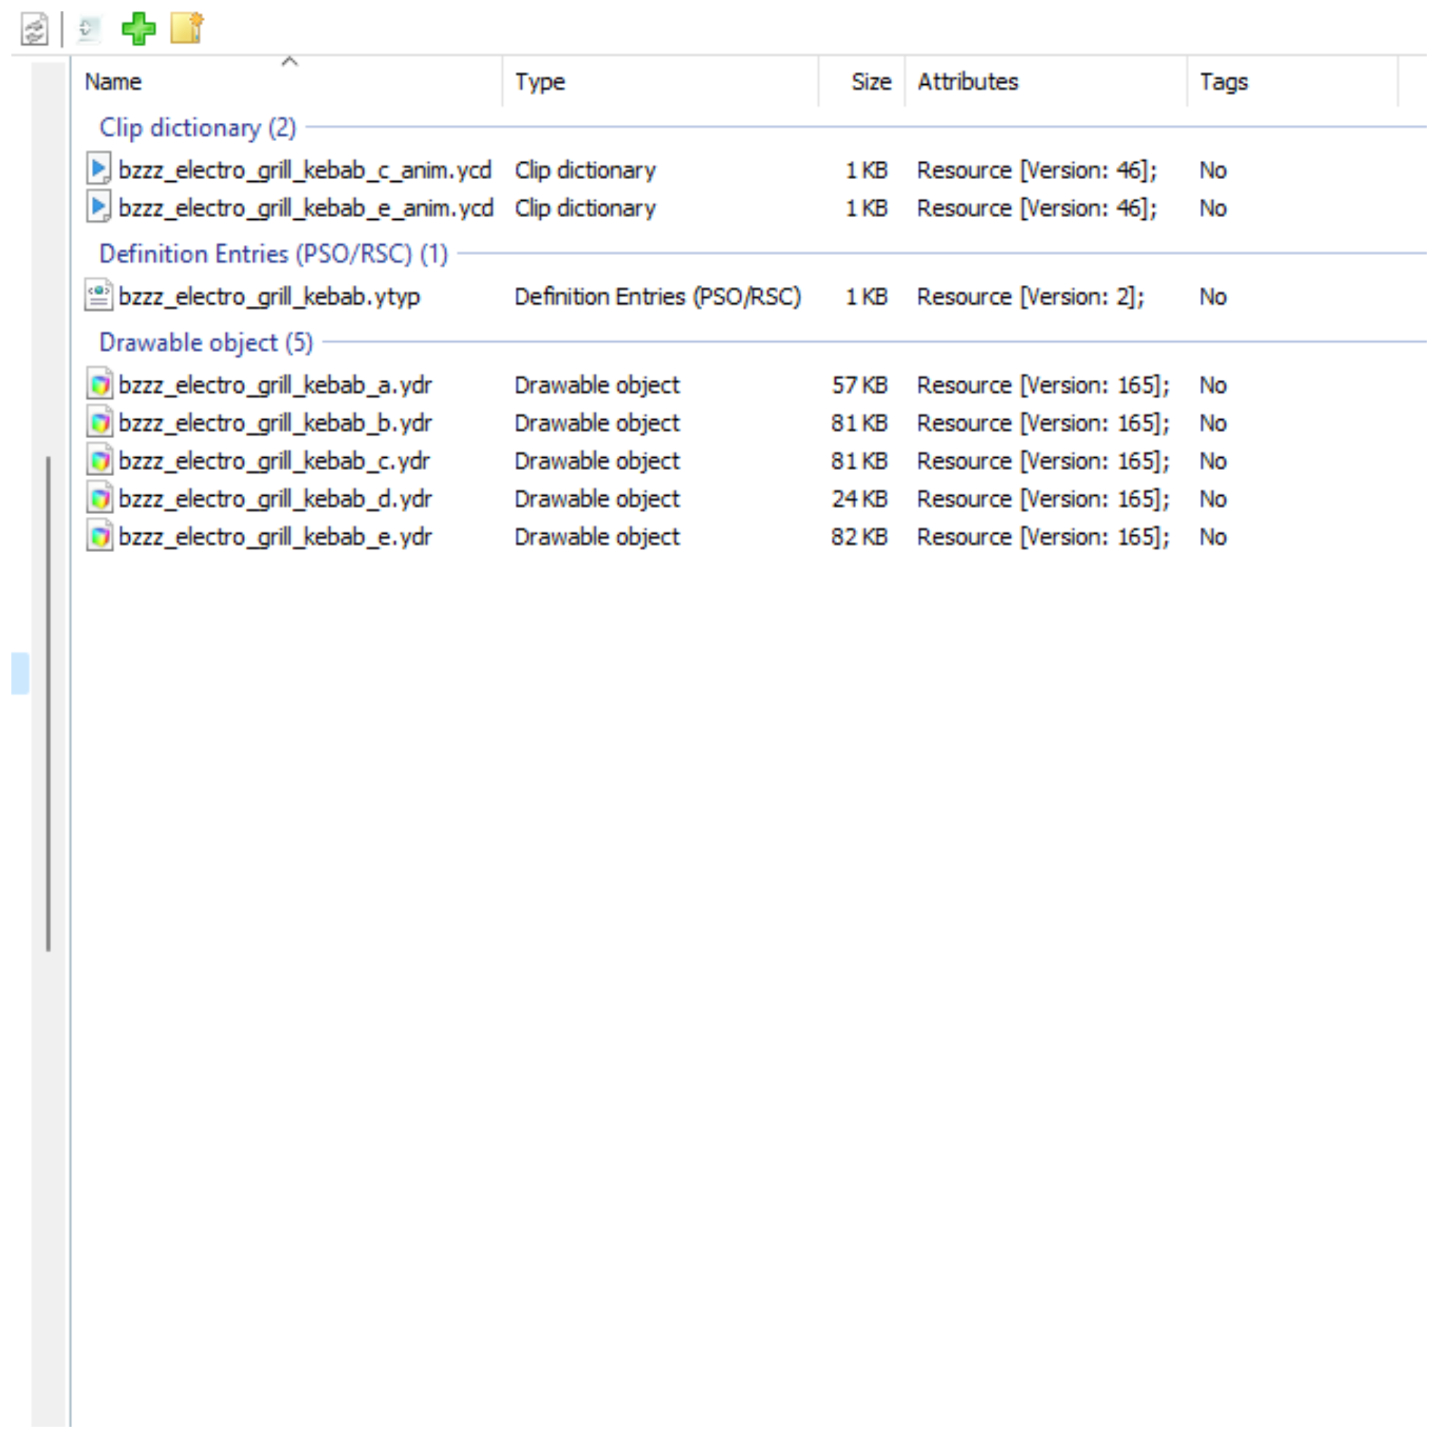 Name Type Size Attributes Tags
Clip dictionary (2)
bzzz_electro_grill_kebab_c_anim.ycd Clip dictionary 1 KB Resource [Version: 46]; No
bzzz_electro_grill_kebab_e_anim.ycd Clip dictionary 1 KB Resource [Version: 46]; No
Definition Entries (PSO/RSC) (1)
bzzz_electro_grill_kebab.ytyp Definition Entries (PSO/RSC) 1 KB Resource [Version: 2]; No
Drawable object (5)
bzzz_electro_grill_kebab_a.ydr Drawable object 57 KB Resource [Version: 165]; No
bzzz_electro_grill_kebab_b.ydr Drawable object 81 KB Resource [Version: 165]; No
bzzz_electro_grill_kebab_c.ydr Drawable object 81 KB Resource [Version: 165]; No
bzzz_electro_grill_kebab_d.ydr Drawable object 24 KB Resource [Version: 165]; No
bzzz_electro_grill_kebab_e.ydr Drawable object 82 KB Resource [Version: 165]; No